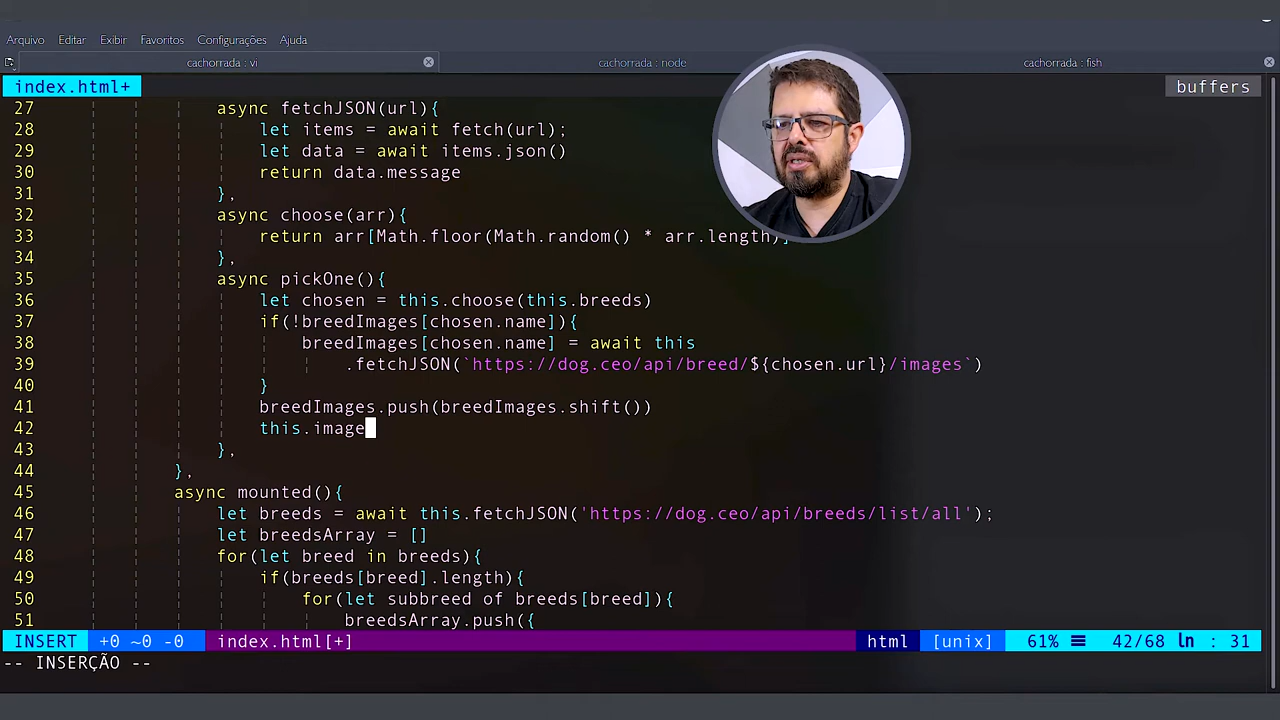 Arquivo Editar Exibir Favoritos Configurações Ajuda
cachorrada : vi cachorrada : node cachorrada : fish
index.html+ buffers
27 async fetchJSON(url){
28 let items = await fetch(url);
29 let data = await items.json()
30 return data.message
31 },
32 async choose(arr){
33 return arr[Math.floor(Math.random() * arr.length)]
34 },
35 async pickOne(){
36 let chosen = this.choose(this.breeds)
37 if(!breedImages[chosen.name]){
38 breedImages[chosen.name] = await this
39 .fetchJSON(`https://dog.ceo/api/breed/${chosen.url}/images`)
40 }
41 breedImages.push(breedImages.shift())
42 this.image
43 },
44 },
45 async mounted(){
46 let breeds = await this.fetchJSON('https://dog.ceo/api/breeds/list/all');
47 let breedsArray = []
48 for(let breed in breeds){
49 if(breeds[breed].length){
50 for(let subbreed of breeds[breed]){
51 breedsArray.push({
INSERT +0 ~0 -0 index.html[+] html [unix] 61% ☰ 42/68 ln : 31
-- INSERÇÃO --